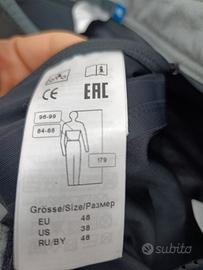 CE EAC
96-99
84-88
179
Grösse/Size/Размер
EU 48
US 38
RU/BY 48
subito